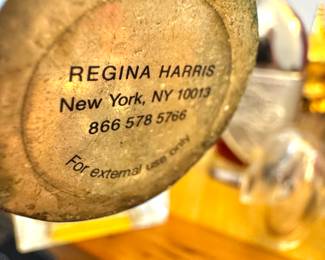 REGINA HARRIS
New York, NY 10013
866 578 5766
For external use only